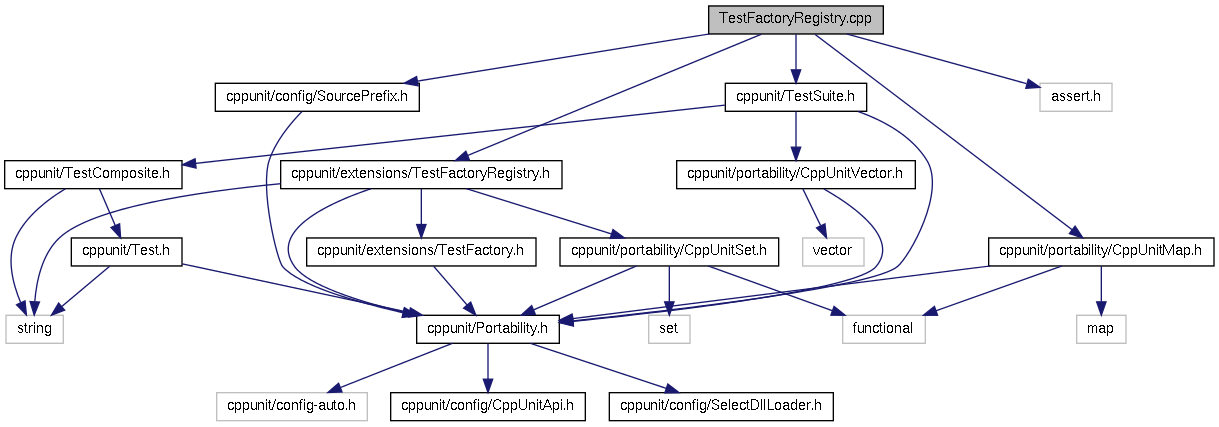 TestFactoryRegistry.cpp
cppunit/config/SourcePrefix.h
cppunit/TestSuite.h
assert.h
cppunit/TestComposite.h
cppunit/extensions/TestFactoryRegistry.h
cppunit/portability/CppUnitVector.h
cppunit/Test.h
cppunit/extensions/TestFactory.h
cppunit/portability/CppUnitSet.h
vector
cppunit/portability/CppUnitMap.h
string
cppunit/Portability.h
set
functional
map
cppunit/config-auto.h
cppunit/config/CppUnitApi.h
cppunit/config/SelectDllLoader.h